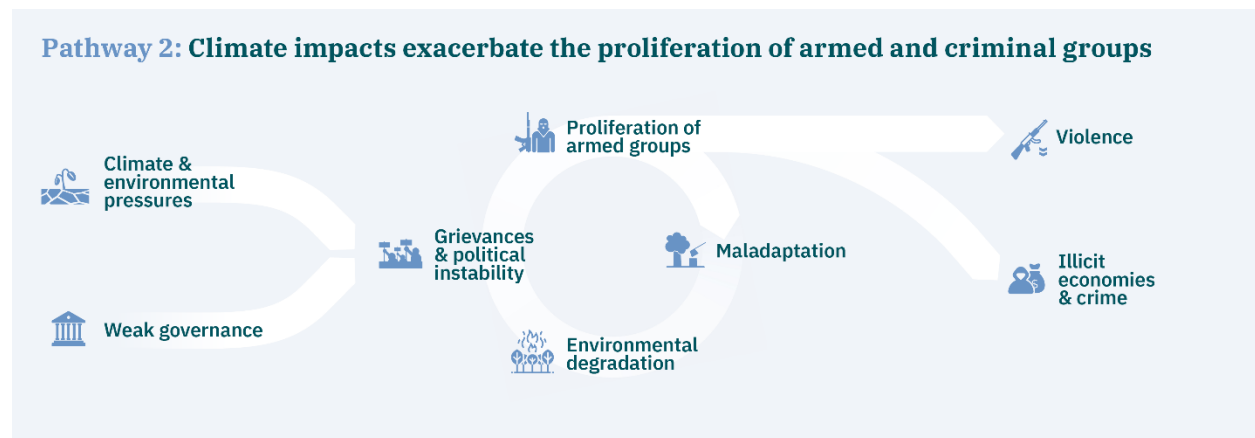 Pathway 2: Climate impacts exacerbate the proliferation of armed and criminal groups
Climate &
environmental
pressures
Weak governance
Grievances
& political
instability
Proliferation of
armed groups
Maladaptation
Environmental
degradation
Violence
Illicit
economies
& crime